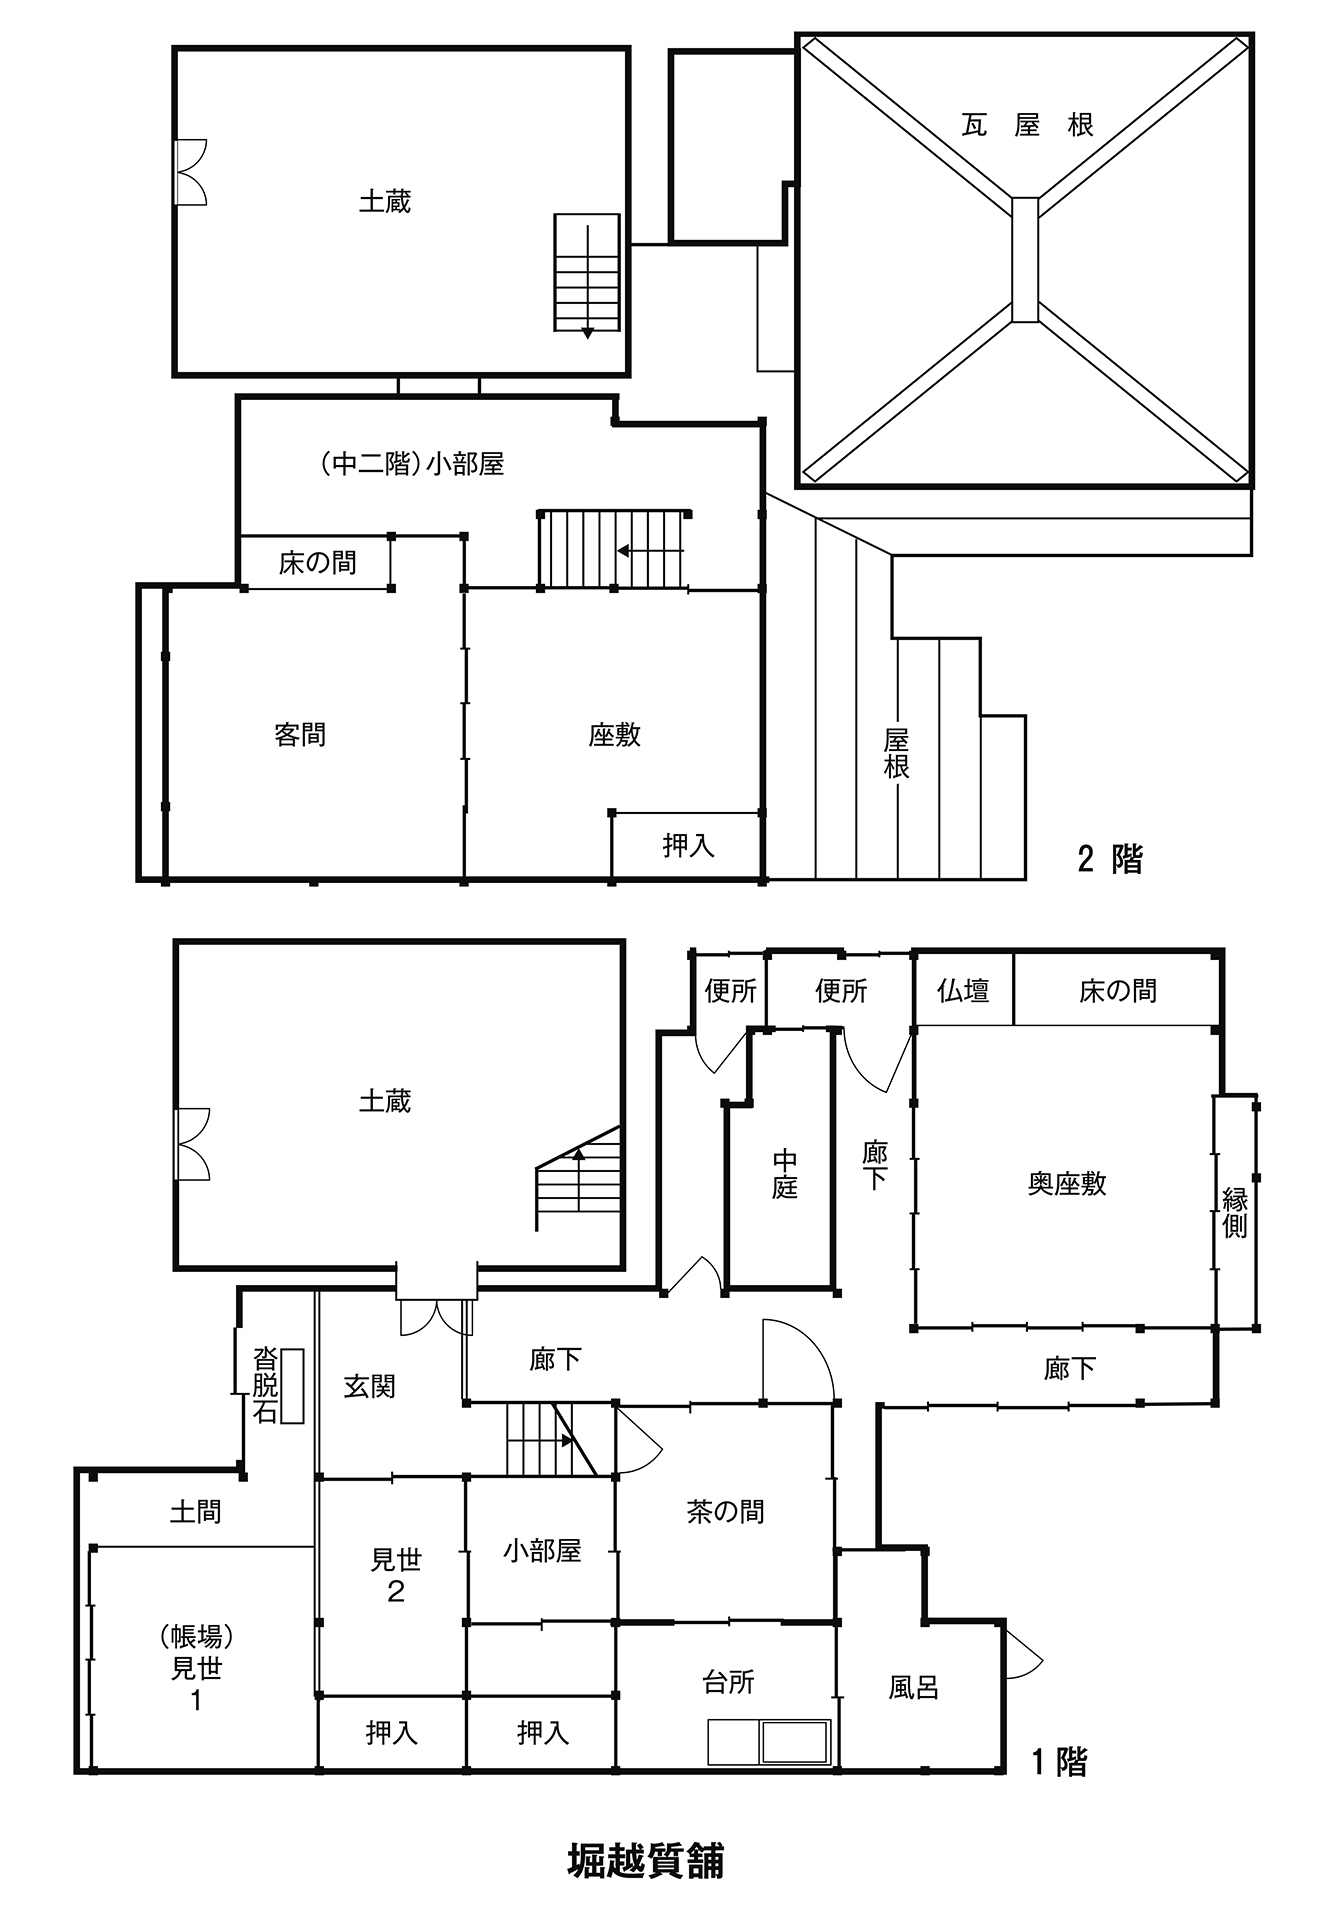 瓦屋根
土蔵
(中二階)小部屋
床の間
客間
座敷
屋根
押入
2 階
便所
便所
仏壇
床の間
土蔵
中庭
廊下
奥座敷
縁側
沓脱石
玄関
廊下
廊下
土間
茶の間
見世
2
小部屋
(帳場)
見世
1
台所
風呂
押入
押入
1 階
堀越質舗